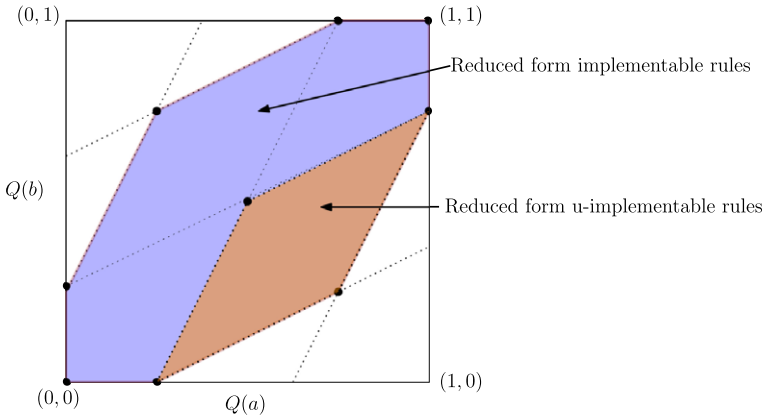 (0, 1)
(1, 1)
Reduced form implementable rules
Q(b)
Reduced form u-implementable rules
(0, 0)
Q(a)
(1, 0)